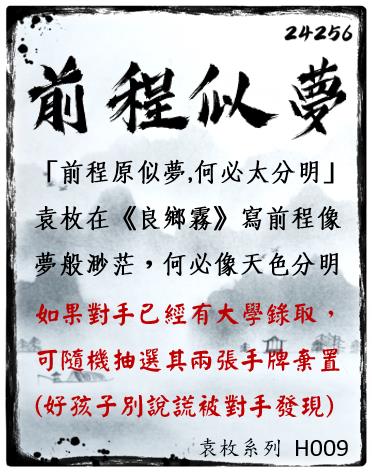 24256
前程似夢
「前程原似夢,何必太分明」
袁枚在《良鄉霧》寫前程像
夢般渺茫，何必像天色分明
如果對手已經有大學錄取，
可隨機抽選其兩張手牌棄置
(好孩子別說謊被對手發現)
袁枚系列 H009